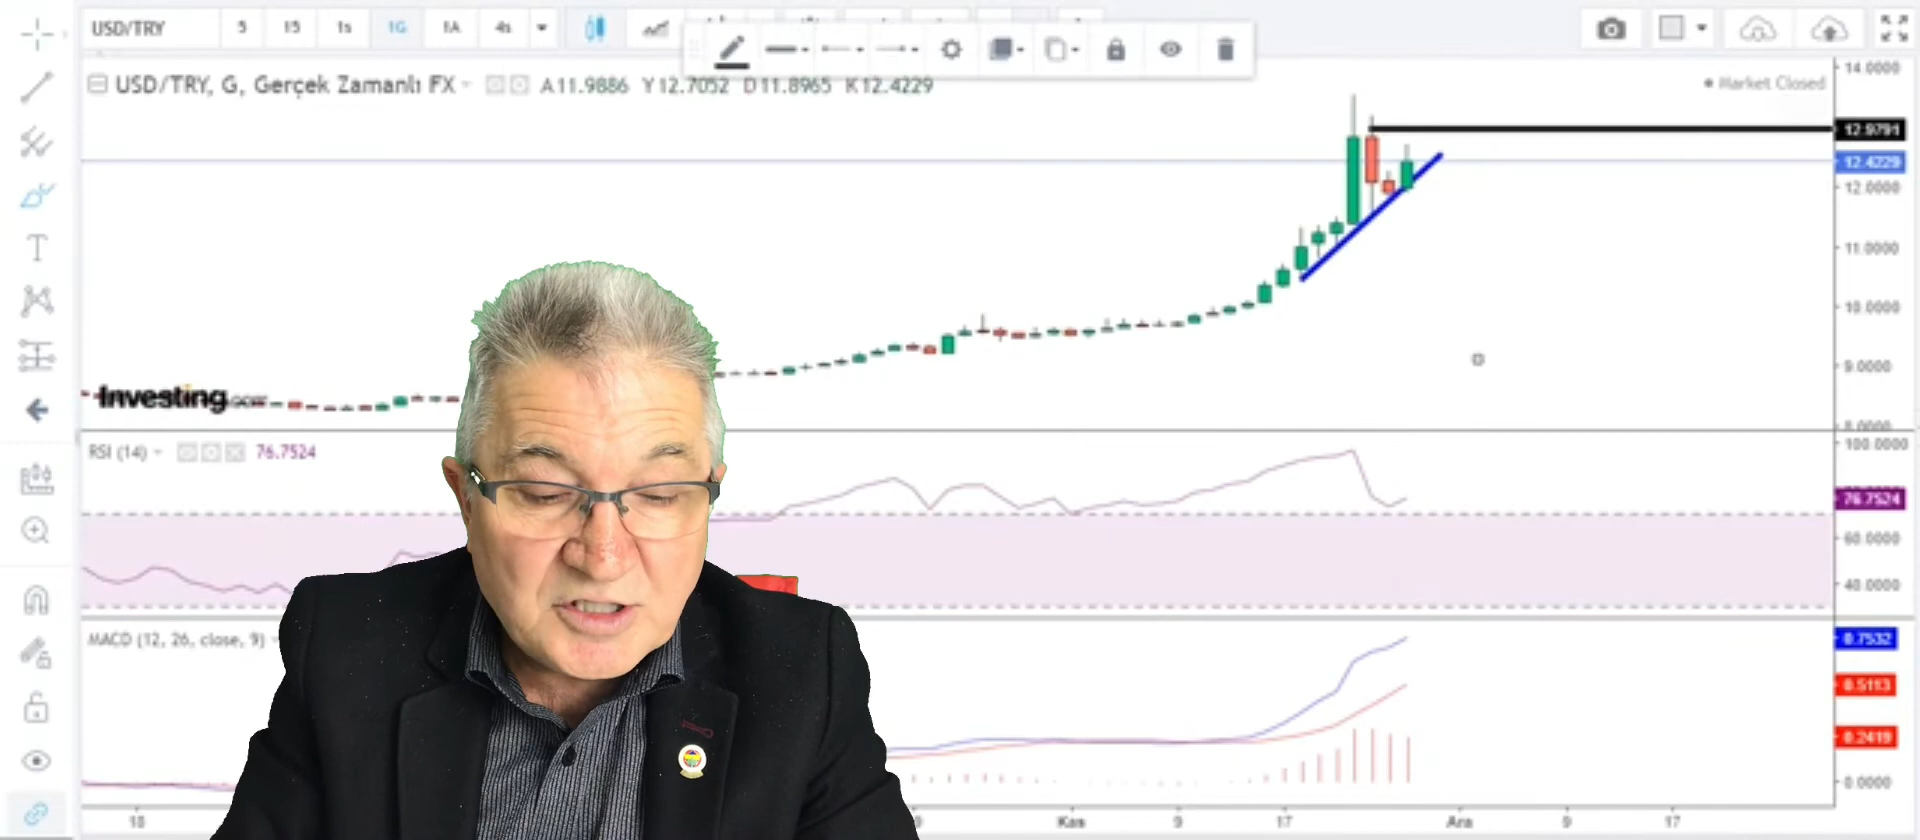 USD/TRY 5 15 1s 1G 1A 4s
USD/TRY, G, Gerçek Zamanlı FX A11.9886 Y12.7052 D11.8965 K12.4229
Market Closed
14.0000
12.9791
12.4229
12.0000
11.0000
10.0000
9.0000
8.0000
Investing.com
RSI (14) 76.7524
100.0000
76.7524
60.0000
40.0000
MACD (12, 26, close, 9)
0.7532
0.5113
0.2419
0.0000
18 Kas 9 17 Ara 9 17